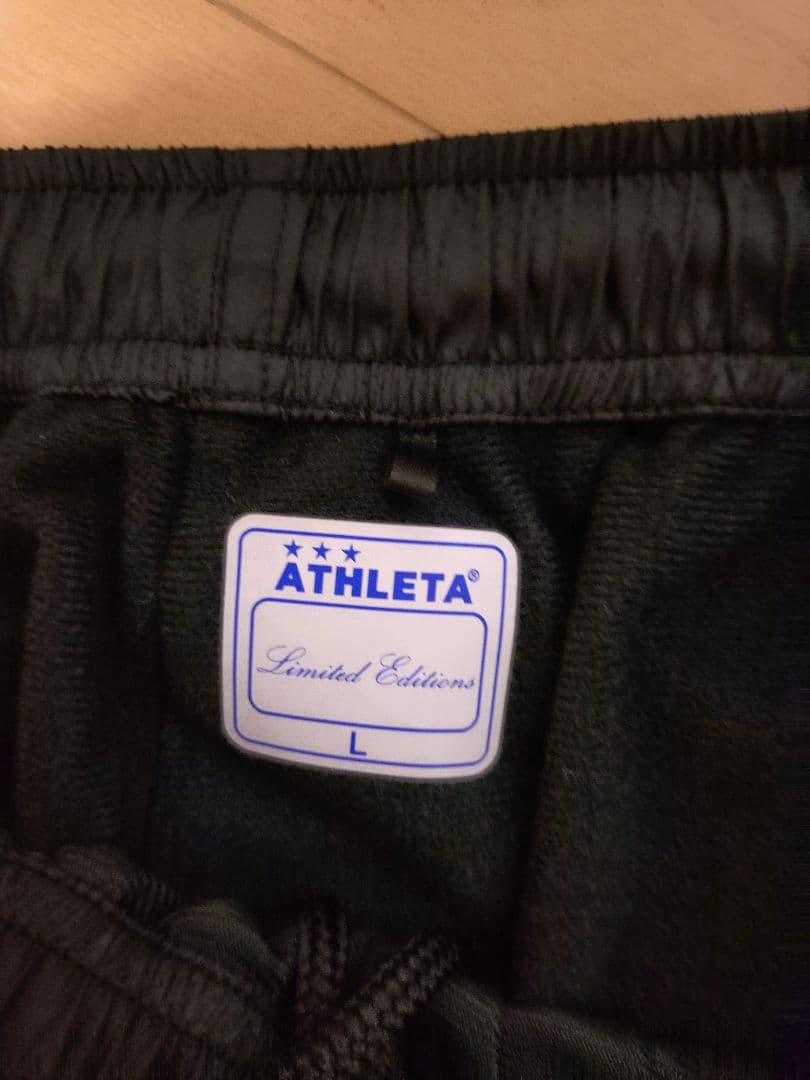 ★★★
ATHLETA®
Limited Editions
L